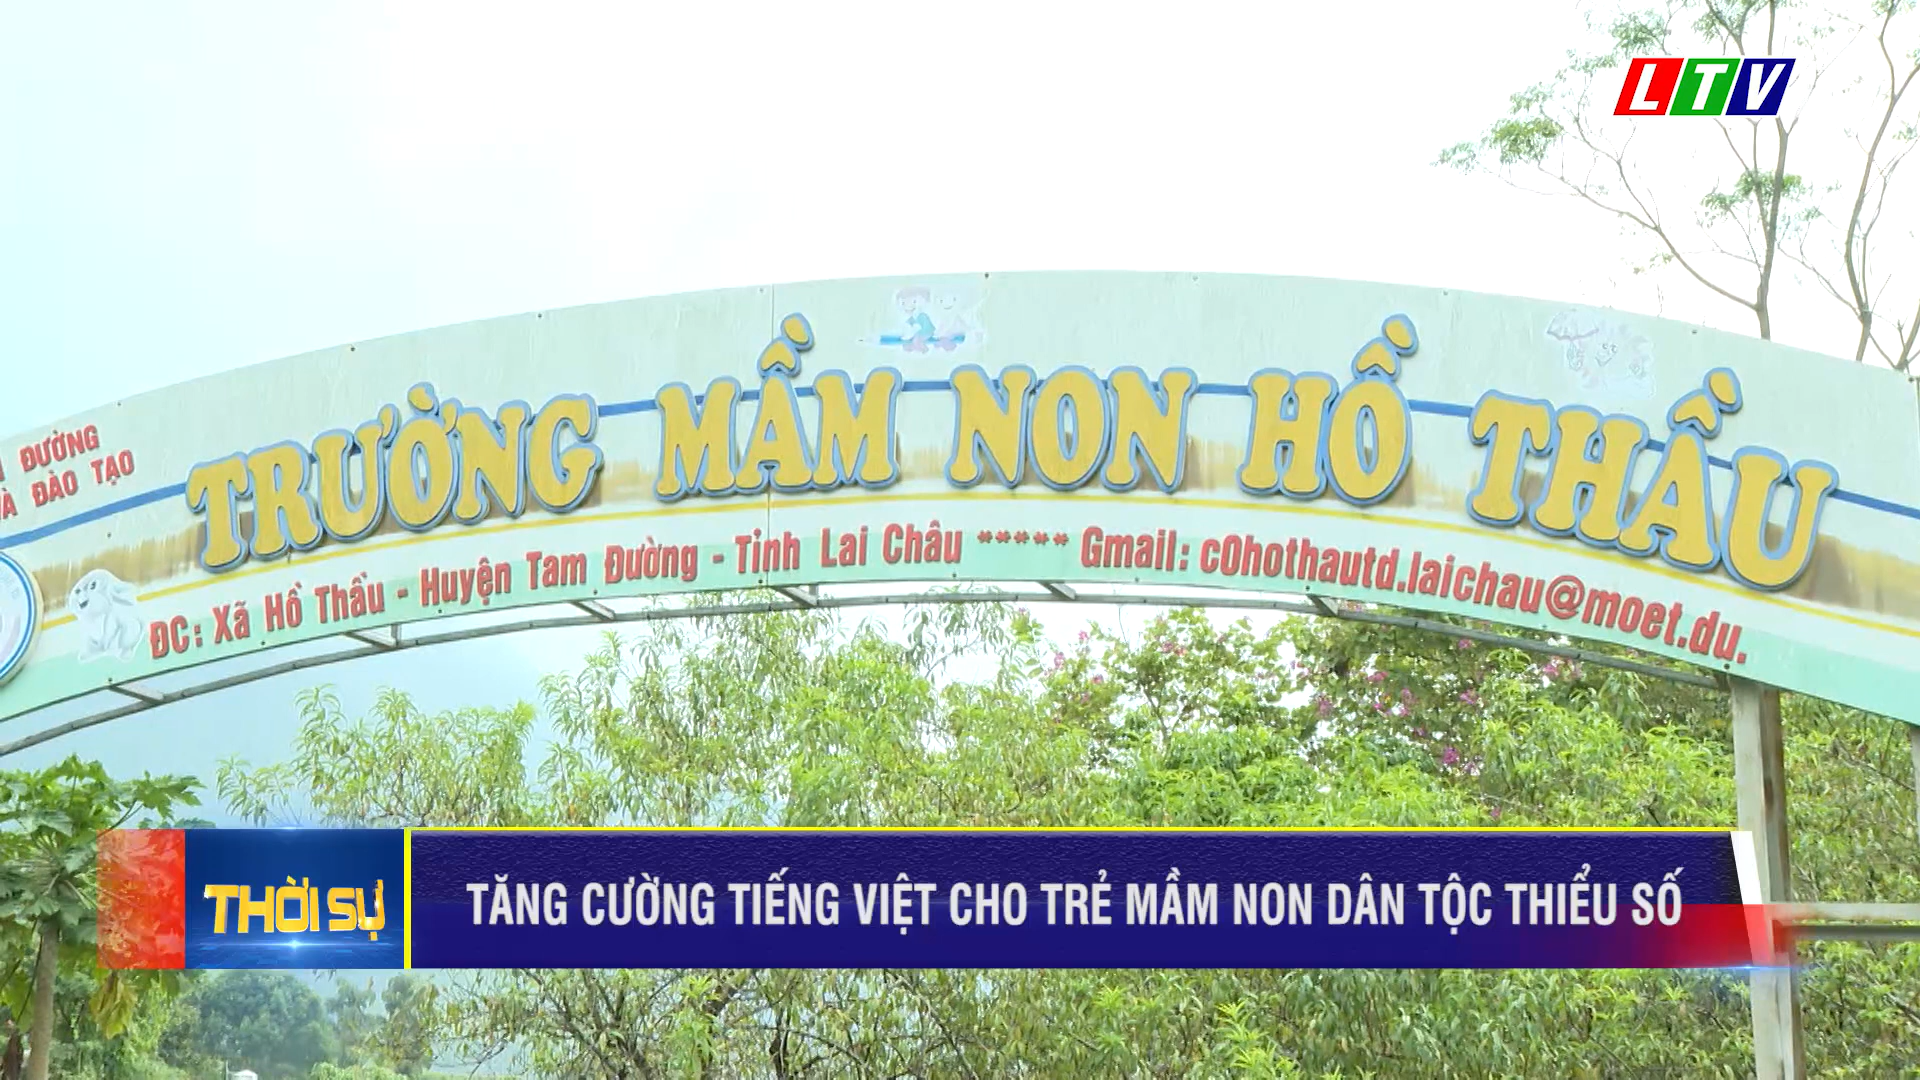 LTV
ĐƯỜNG
VÀ ĐÀO TẠO
TRƯỜNG MẦM NON HỒ THẦU
ĐC: Xã Hồ Thầu - Huyện Tam Đường - Tỉnh Lai Châu ***** Gmail: c0hothautd.laichau@moet.du.
THỜI SỰ
TĂNG CƯỜNG TIẾNG VIỆT CHO TRẺ MẦM NON DÂN TỘC THIỂU SỐ